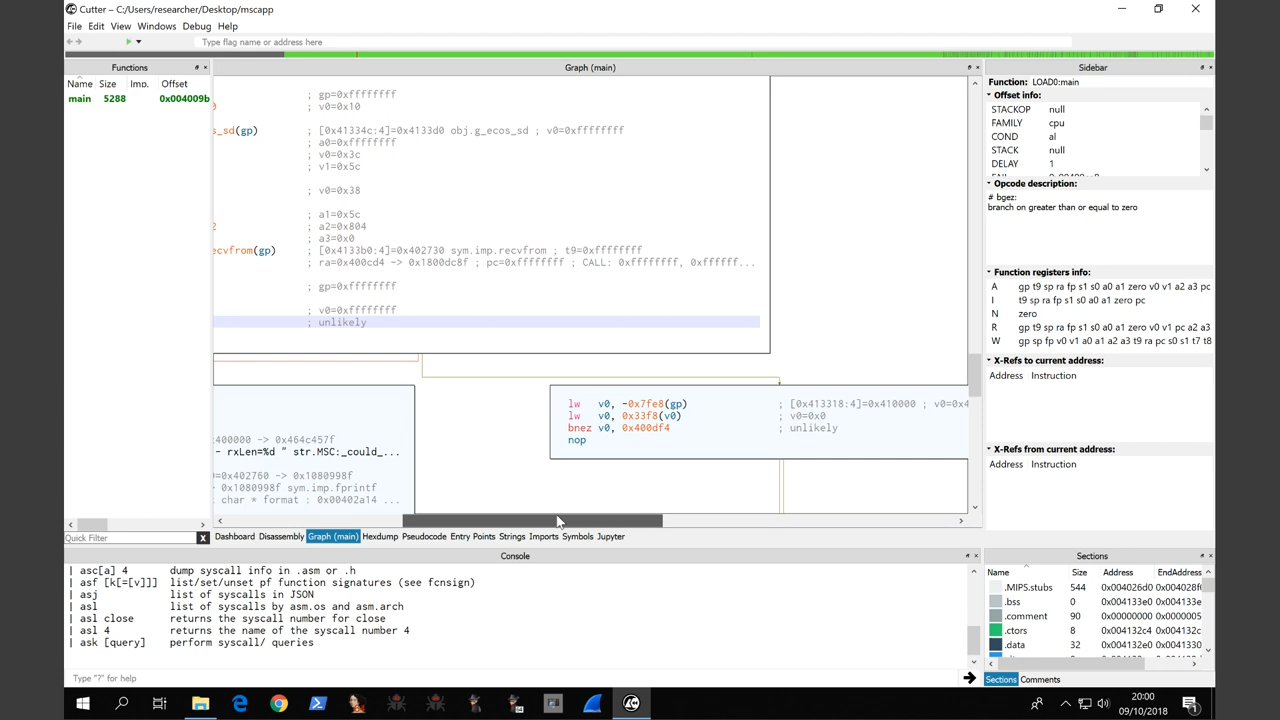 Cutter – C:/Users/researcher/Desktop/mscapp
File Edit View Windows Debug Help
Type flag name or address here
Functions
Name Size Imp. Offset
main 5288 0x004009b
Quick Filter X
Graph (main)
; gp=0xffffffff
0 ; v0=0x10
s_sd(gp) ; [0x41334c:4]=0x4133d0 obj.g_ecos_sd ; v0=0xffffffff
; a0=0xffffffff
; v0=0x3c
; v1=0x5c
; v0=0x38
; a1=0x5c
2 ; a2=0x804
; a3=0x0
ecvfrom(gp) ; [0x4133b0:4]=0x402730 sym.imp.recvfrom ; t9=0xffffffff
; ra=0x400cd4 -> 0x1800dc8f ; pc=0xffffffff ; CALL: 0xffffffff, 0xffffff...
; gp=0xffffffff
; v0=0xffffffff
; unlikely
lw v0, -0x7fe8(gp) ; [0x413318:4]=0x410000 ; v0=0x4
lw v0, 0x33f8(v0) ; v0=0x0
bnez v0, 0x400df4 ; unlikely
nop
400000 -> 0x464c457f
- rxLen=%d " str.MSC:_could_...
0=0x402760 -> 0x1080998f
> 0x1080998f sym.imp.fprintf
char * format : 0x00402a14 ...
Dashboard Disassembly Graph (main) Hexdump Pseudocode Entry Points Strings Imports Symbols Jupyter
Sidebar
Function: LOAD0:main
Offset info:
STACKOP null
FAMILY cpu
COND al
STACK null
DELAY 1
Opcode description:
# bgez:
branch on greater than or equal to zero
Function registers info:
A gp t9 sp ra fp s1 s0 a0 a1 zero v0 v1 a2 a3 pc
I t9 sp ra fp s1 s0 a0 a1 zero pc
N zero
R gp t9 sp ra fp s1 s0 a0 a1 zero v0 v1 pc a2 a3
W gp sp fp v0 v1 a0 a1 a2 a3 t9 ra pc s0 s1 t7 t8
X-Refs to current address:
Address Instruction
X-Refs from current address:
Address Instruction
Console
| asc[a] 4 dump syscall info in .asm or .h
| asf [k[=[v]]] list/set/unset pf function signatures (see fcnsign)
| asj list of syscalls in JSON
| asl list of syscalls by asm.os and asm.arch
| asl close returns the syscall number for close
| asl 4 returns the name of the syscall number 4
| ask [query] perform syscall/ queries
Type "?" for help
Sections
Name Size Address EndAddress
.MIPS.stubs 544 0x004026d0 0x004028f0
.bss 0 0x004133e0 0x004133e
.comment 90 0x00000000 0x0000005
.ctors 8 0x004132c4 0x004132c
.data 32 0x004132e0 0x0041330
Sections Comments
20:00
09/10/2018
1